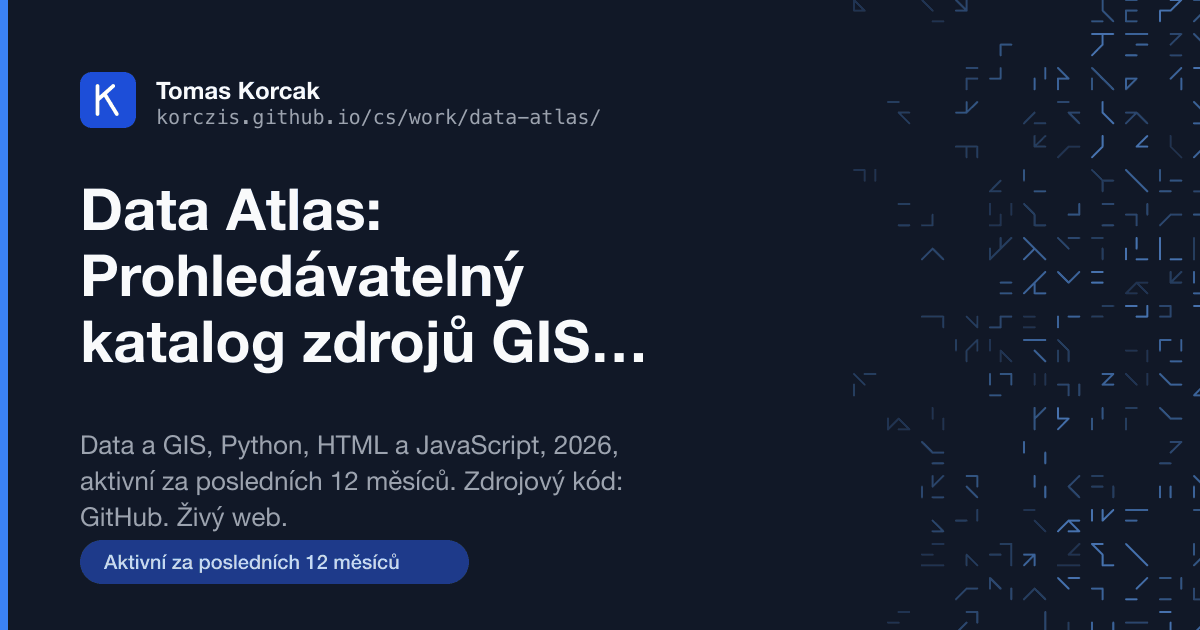 K
Tomas Korcak
korczis.github.io/cs/work/data-atlas/
Data Atlas:
Prohledávatelný
katalog zdrojů GIS…
Data a GIS, Python, HTML a JavaScript, 2026,
aktivní za posledních 12 měsíců. Zdrojový kód:
GitHub. Živý web.
Aktivní za posledních 12 měsíců